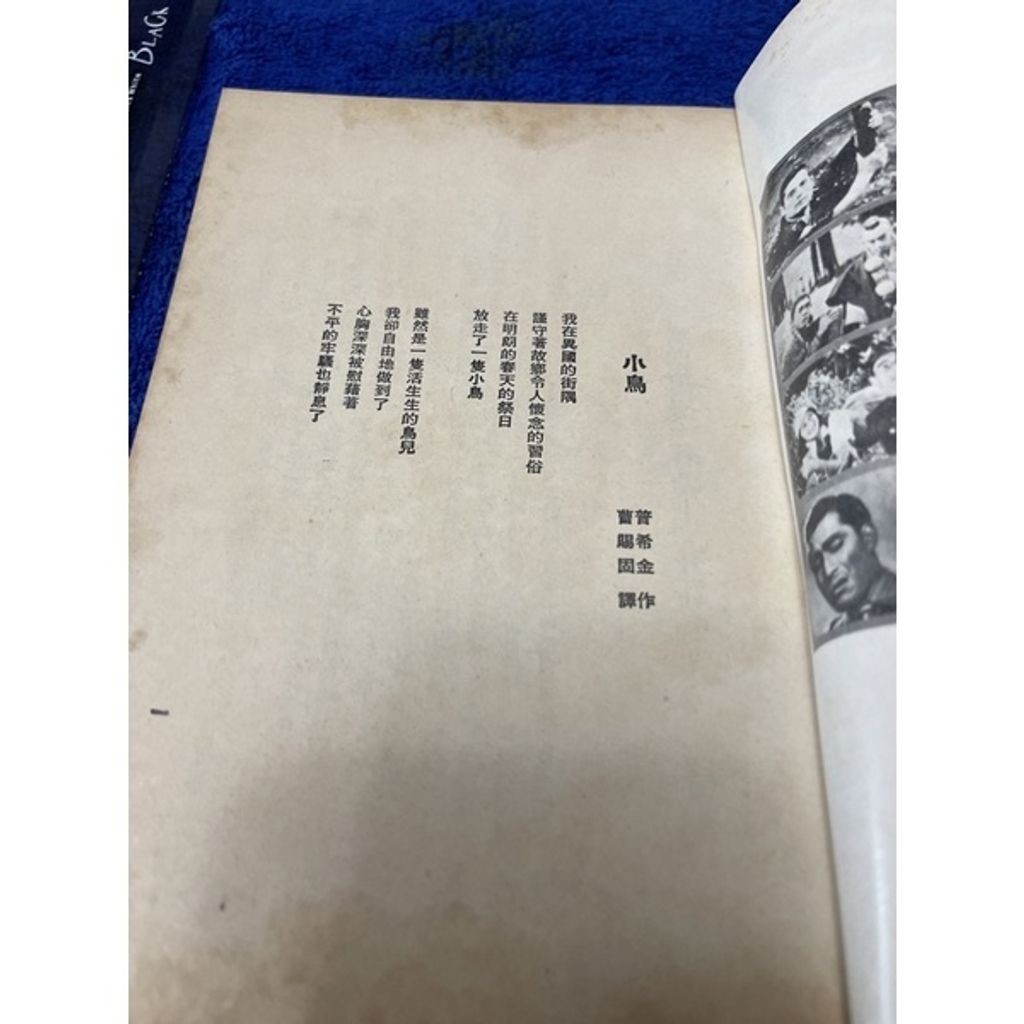 小鳥
普希金 作
曹賜固 譯
我在異國的街隅
謹守著故鄉令人懷念的習俗
在明朗的春天的祭日
放走了一隻小鳥
雖然是一隻活生生的鳥兒
我卻自由地做到了
心胸深深被慰藉著
不平的牢騷也靜息了
一
BLACK